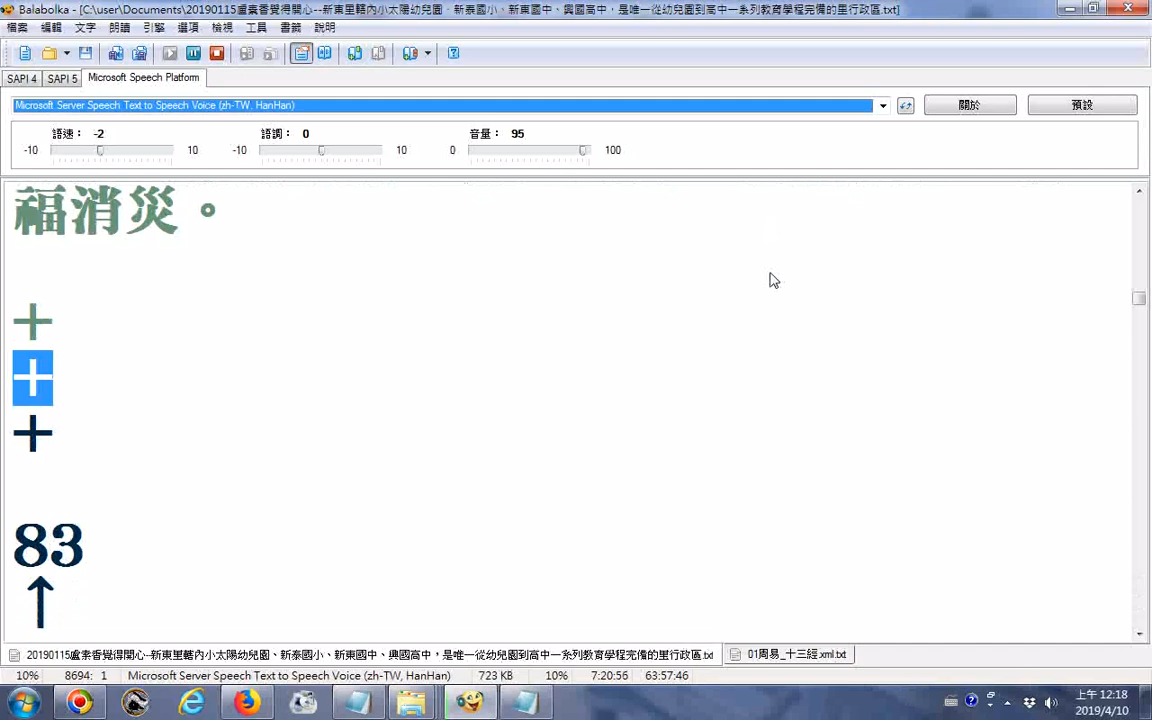 Balabolka - [C:\user\Documents\20190115盧素香覺得開心--新東里轄內小太陽幼兒園、新泰國小、新東國中、興國高中，是唯一從幼兒園到高中一系列教育學程完備的里行政區.txt]
檔案 編輯 文字 朗讀 引擎 選項 檢視 工具 書籤 說明
SAPI 4 SAPI 5 Microsoft Speech Platform
Microsoft Server Speech Text to Speech Voice (zh-TW, HanHan) 關於 預設
語速： -2 語調： 0 音量： 95
-10 10 -10 10 0 100
福消災。
＋
＋
＋
83
↑
20190115盧素香覺得開心--新東里轄內小太陽幼兒園、新泰國小、新東國中、興國高中，是唯一從幼兒園到高中一系列教育學程完備的里行政區.txt 01周易_十三經.xml.txt
10% 8694: 1 Microsoft Server Speech Text to Speech Voice (zh-TW, HanHan) 723 KB 10% 7:20:56 63:57:46
上午 12:18
2019/4/10